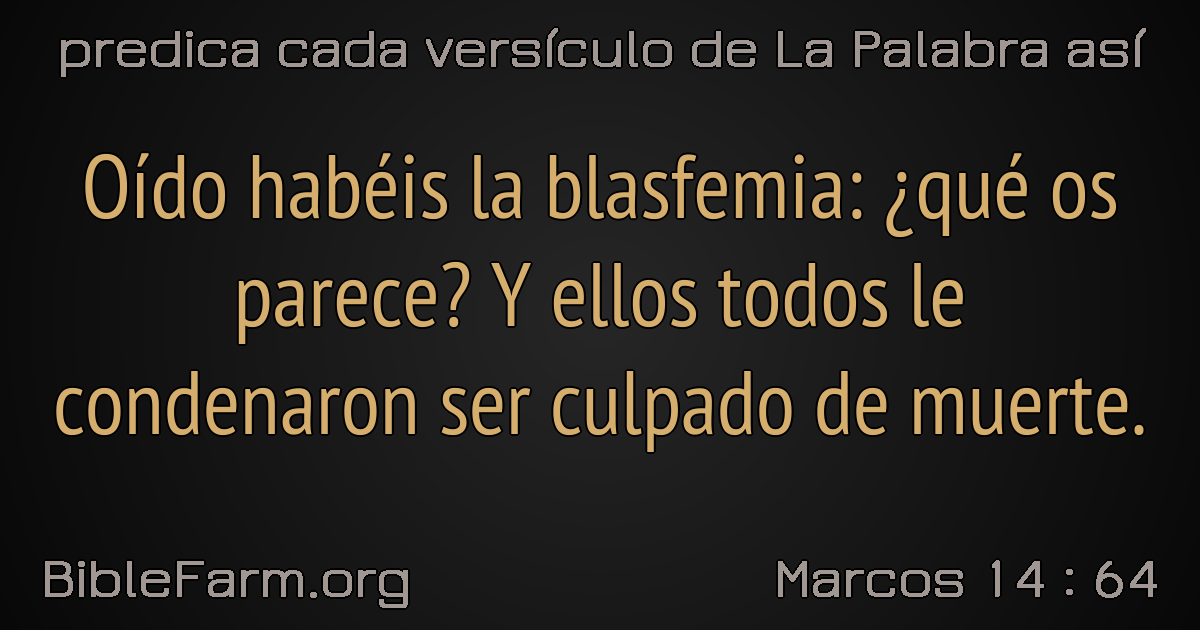 predica cada versículo de La Palabra así
Oído habéis la blasfemia: ¿qué os
parece? Y ellos todos le
condenaron ser culpado de muerte.
BibleFarm.org
Marcos 14 : 64